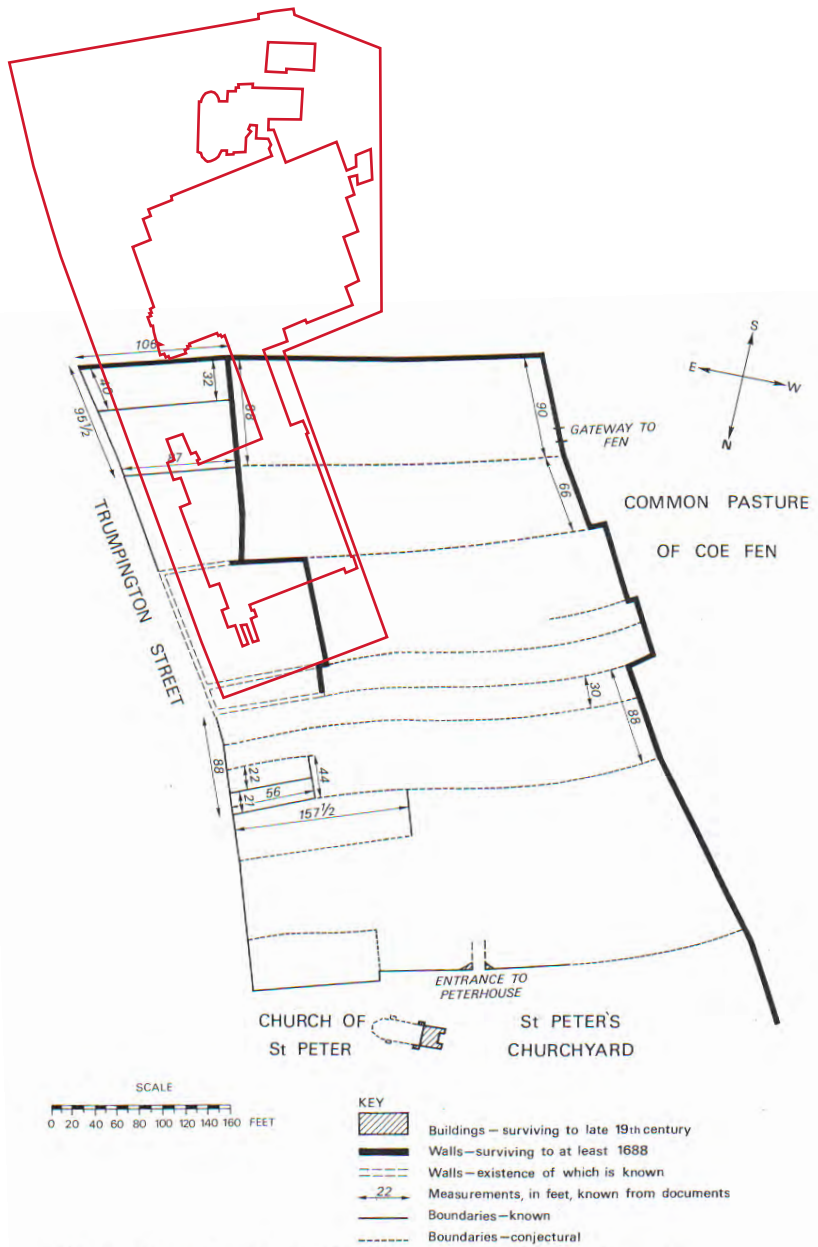 106
40
32
95½
88
90
S
E
W
N
GATEWAY TO
FEN
67
66
COMMON PASTURE
OF COE FEN
TRUMPINGTON STREET
30
88
88
22
44
56
21
157½
ENTRANCE TO
PETERHOUSE
CHURCH OF
St PETER
St PETER'S
CHURCHYARD
SCALE
0 20 40 60 80 100 120 140 160 FEET
KEY
Buildings – surviving to late 19th century
Walls – surviving to at least 1688
Walls – existence of which is known
22 Measurements, in feet, known from documents
Boundaries – known
Boundaries – conjectural